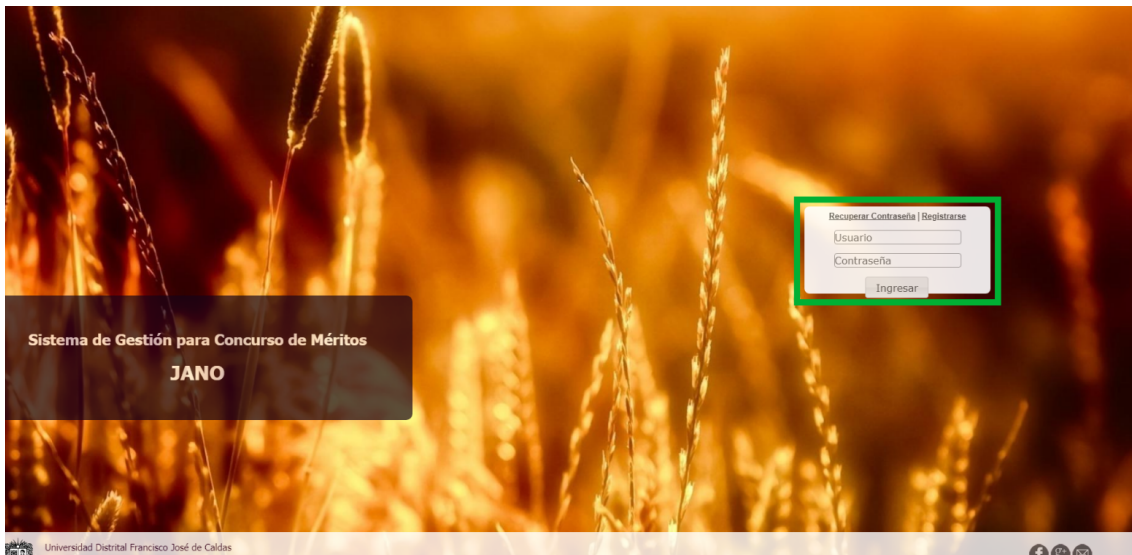 Recuperar Contraseña | Registrarse
Usuario
Contraseña
Ingresar
Sistema de Gestión para Concurso de Méritos
JANO
Universidad Distrital Francisco José de Caldas